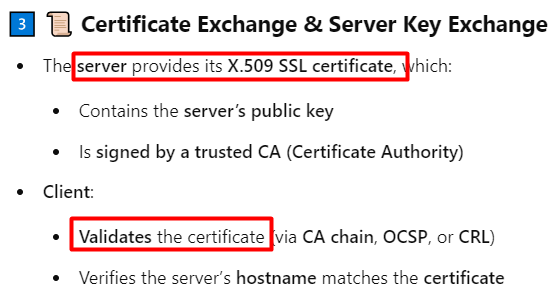 3 📜 Certificate Exchange & Server Key Exchange
• The server provides its X.509 SSL certificate, which:
• Contains the server’s public key
• Is signed by a trusted CA (Certificate Authority)
• Client:
• Validates the certificate (via CA chain, OCSP, or CRL)
• Verifies the server’s hostname matches the certificate